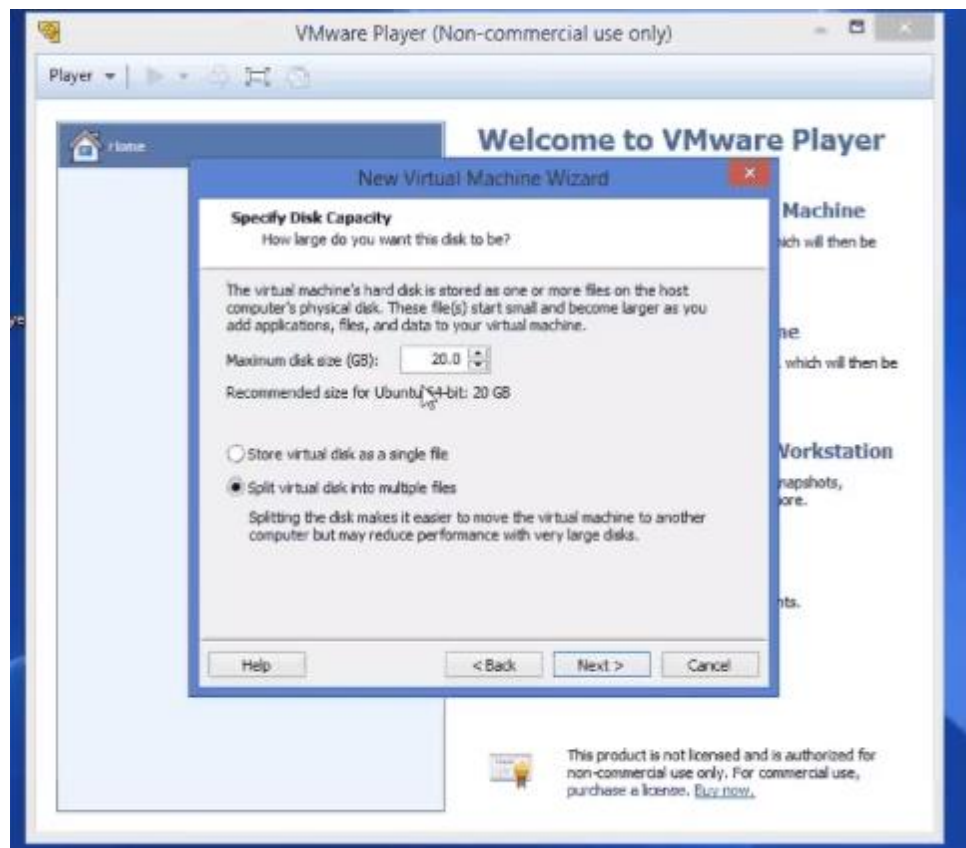 VMware Player (Non-commercial use only)
Player
Home
Welcome to VMware Player
New Virtual Machine Wizard
Machine
Specify Disk Capacity
How large do you want this disk to be?
ich will then be
The virtual machine's hard disk is stored as one or more files on the host
computer's physical disk. These file(s) start small and become larger as you
add applications, files, and data to your virtual machine.
ye
ne
Maximum disk size (GB): 20.0
which will then be
Recommended size for Ubuntu 64-bit: 20 GB
Store virtual disk as a single file
Workstation
Split virtual disk into multiple files
napshots,
ore.
Splitting the disk makes it easier to move the virtual machine to another
computer but may reduce performance with very large disks.
nts.
Help
< Back
Next >
Cancel
This product is not licensed and is authorized for
non-commercial use only. For commercial use,
purchase a license. Buy now.